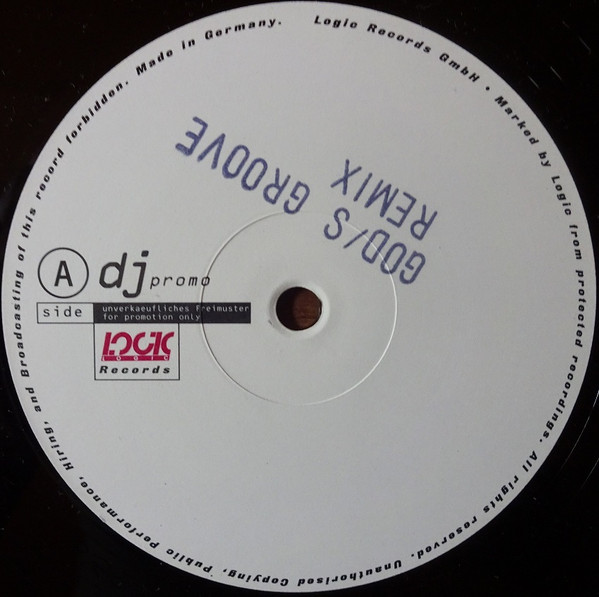 Logic Records GmbH • Marked by Logic from protected recordings. All rights reserved. Unauthorised Copying, Public Performance, Hiring, and Broadcasting of this record forbidden. Made in Germany.
GOD/S GROOVE
REMIX
A dj promo
side
unverkaeufliches Freimuster
for promotion only
LOGIC
LOGIC
Records